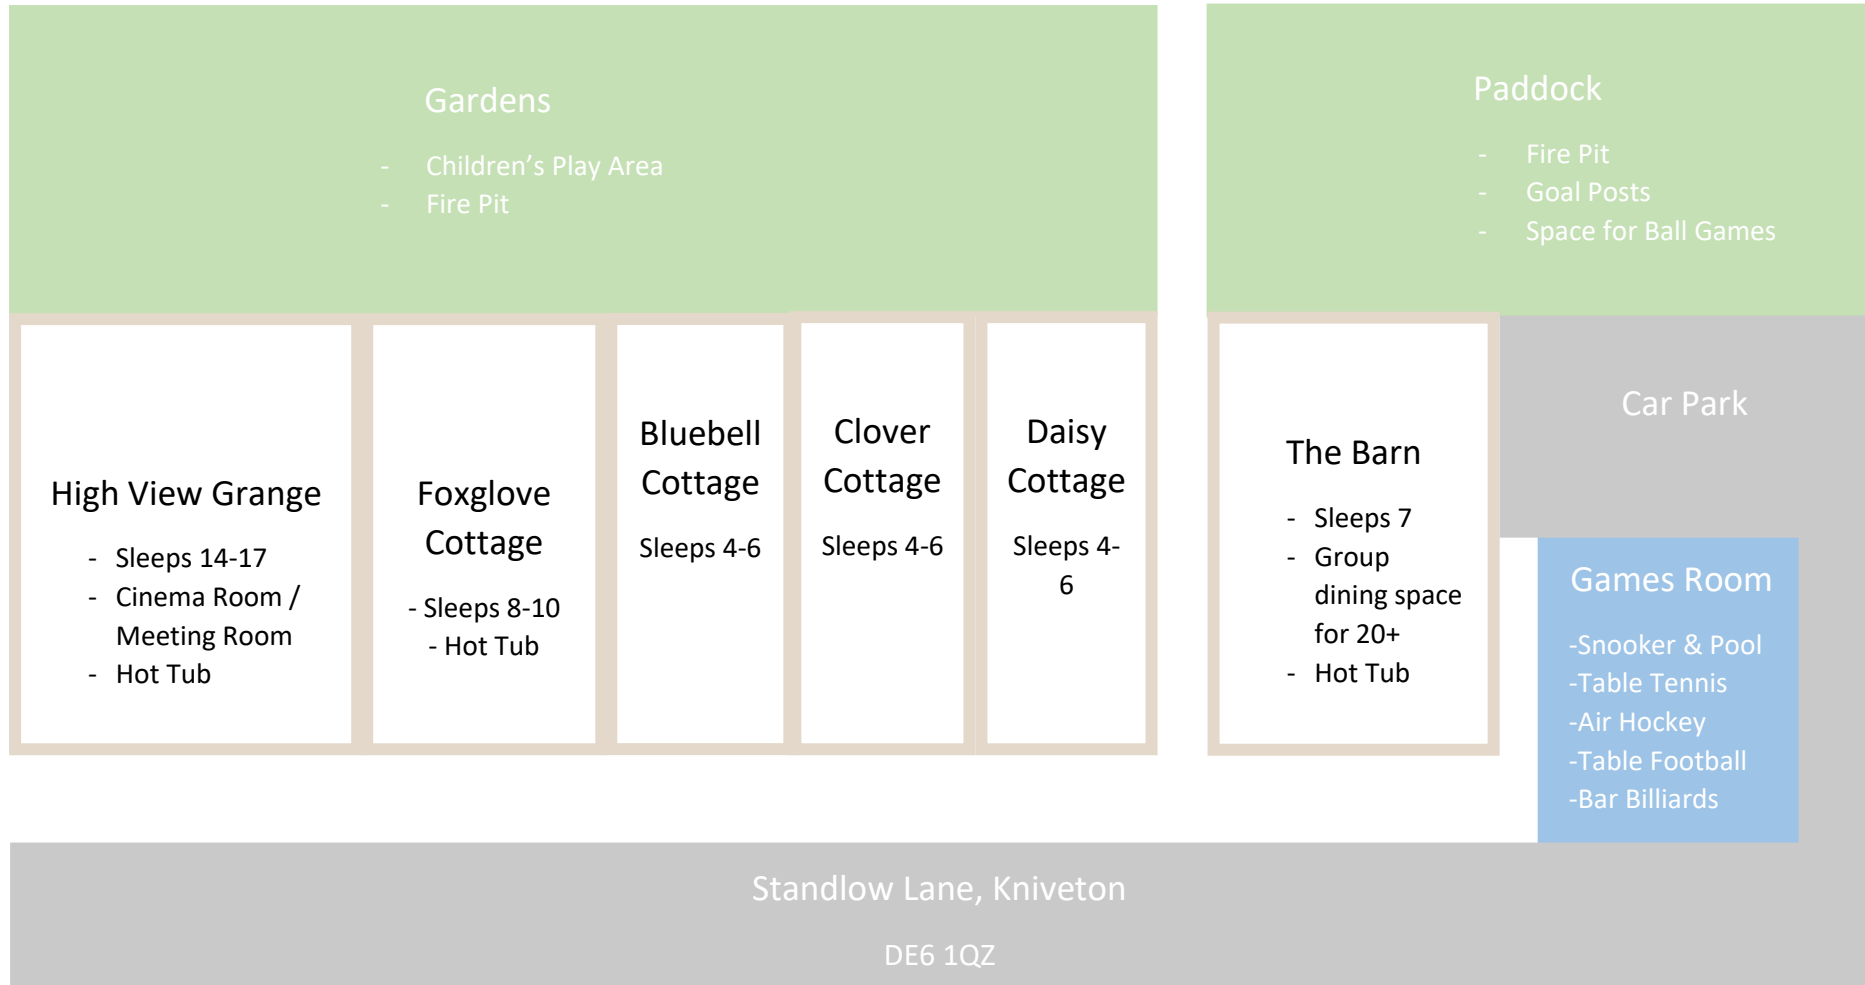 Gardens
- Children’s Play Area
- Fire Pit
Paddock
- Fire Pit
- Goal Posts
- Space for Ball Games
High View Grange
- Sleeps 14-17
- Cinema Room /
Meeting Room
- Hot Tub
Foxglove
Cottage
- Sleeps 8-10
- Hot Tub
Bluebell
Cottage
Sleeps 4-6
Clover
Cottage
Sleeps 4-6
Daisy
Cottage
Sleeps 4-
6
The Barn
- Sleeps 7
- Group
dining space
for 20+
- Hot Tub
Car Park
Games Room
-Snooker & Pool
-Table Tennis
-Air Hockey
-Table Football
-Bar Billiards
Standlow Lane, Kniveton
DE6 1QZ